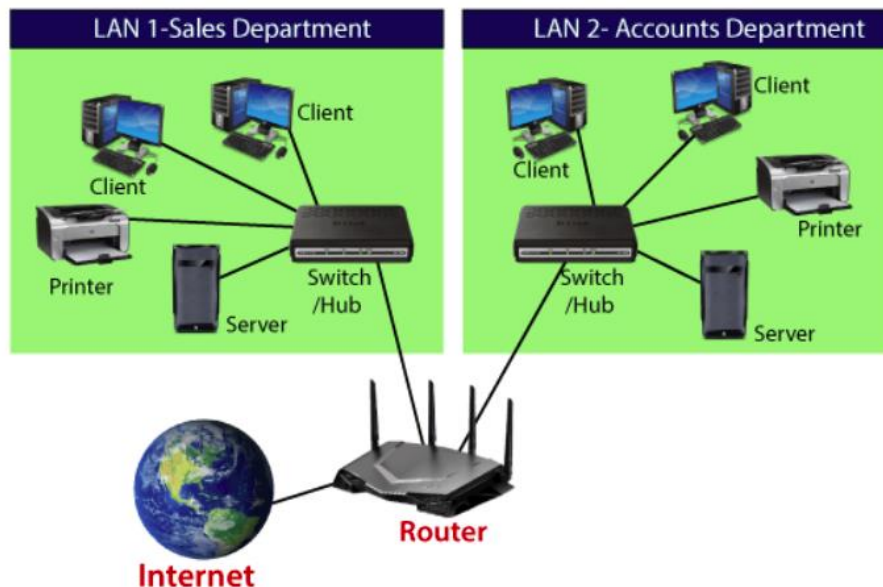 LAN 1-Sales Department
Client
Client
Printer
Server
Switch
/Hub
LAN 2- Accounts Department
Client
Client
Printer
Server
Switch
/Hub
Router
Internet